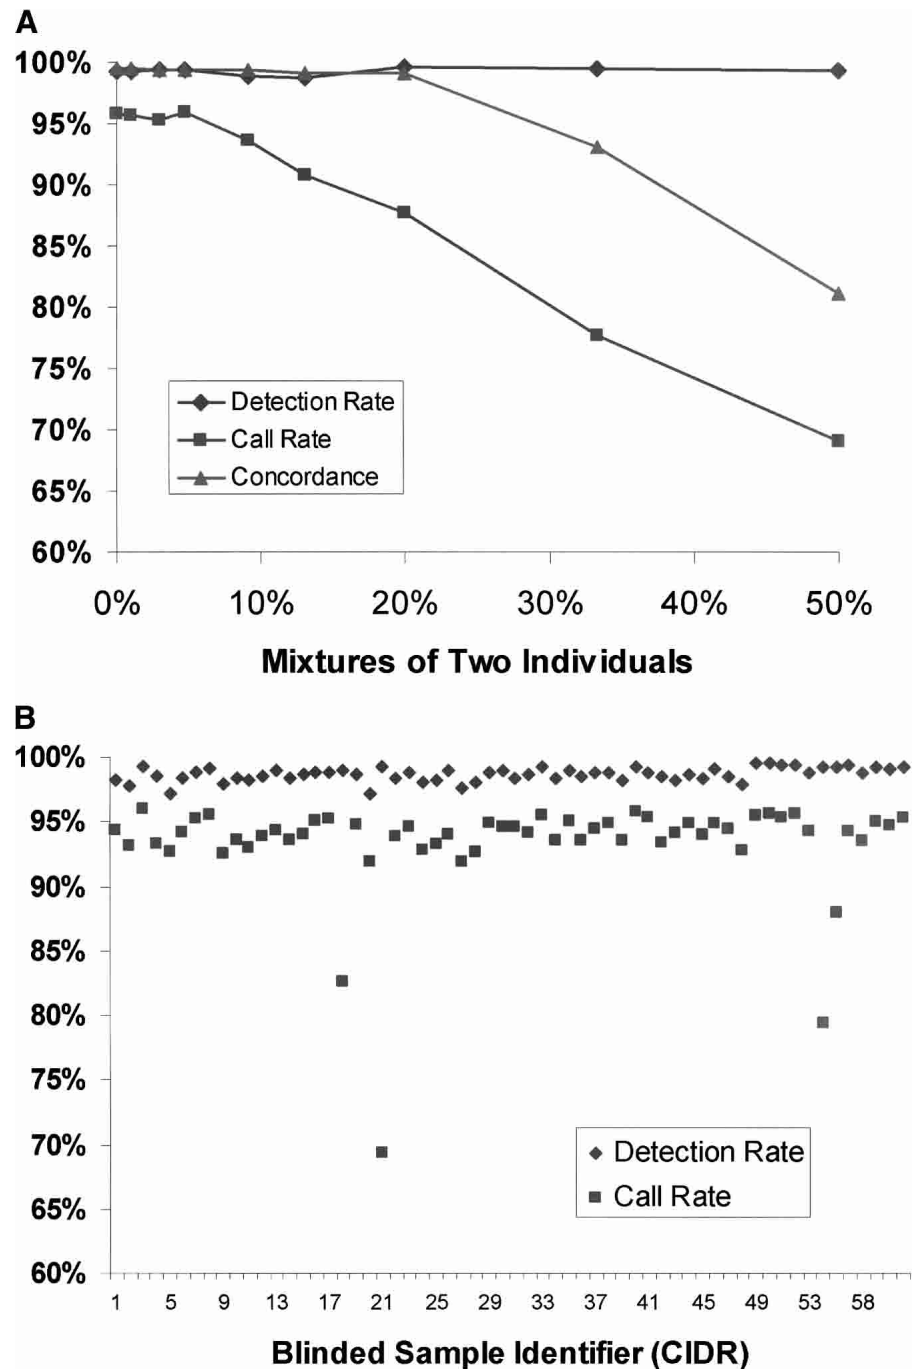 A
100%
95%
90%
85%
80%
75%
70%
65%
60%
Detection Rate
Call Rate
Concordance
0% 10% 20% 30% 40% 50%
Mixtures of Two Individuals
B
100%
95%
90%
85%
80%
75%
70%
65%
60%
Detection Rate
Call Rate
1 5 9 13 17 21 25 29 33 37 41 45 49 53 58
Blinded Sample Identifier (CIDR)